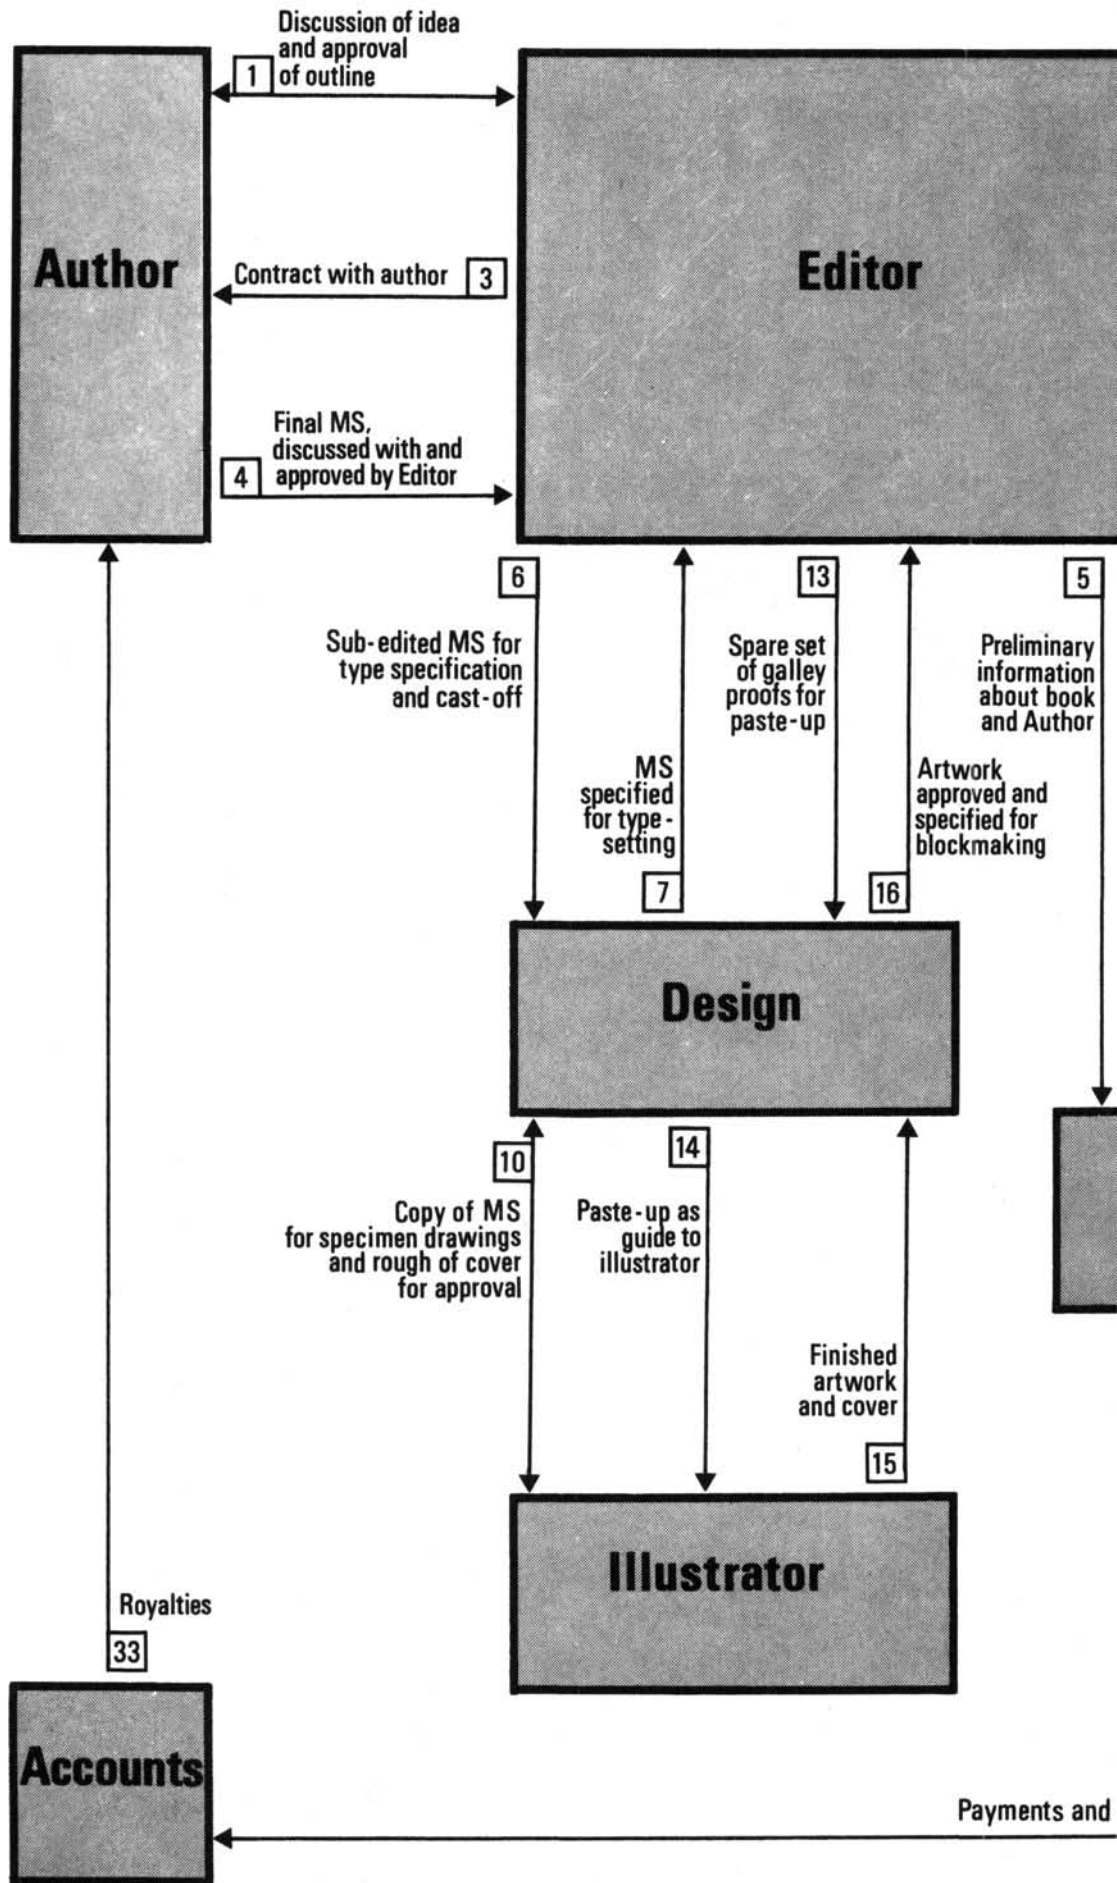 Discussion of idea
and approval
of outline
1
Author
Editor
Contract with author
3
Final MS,
discussed with and
approved by Editor
4
6
Sub-edited MS for
type specification
and cast-off
MS
specified
for type-
setting
7
13
Spare set
of galley
proofs for
paste-up
Artwork
approved and
specified for
blockmaking
16
5
Preliminary
information
about book
and Author
Design
10
Copy of MS
for specimen drawings
and rough of cover
for approval
14
Paste-up as
guide to
illustrator
Finished
artwork
and cover
15
Illustrator
Royalties
33
Accounts
Payments and